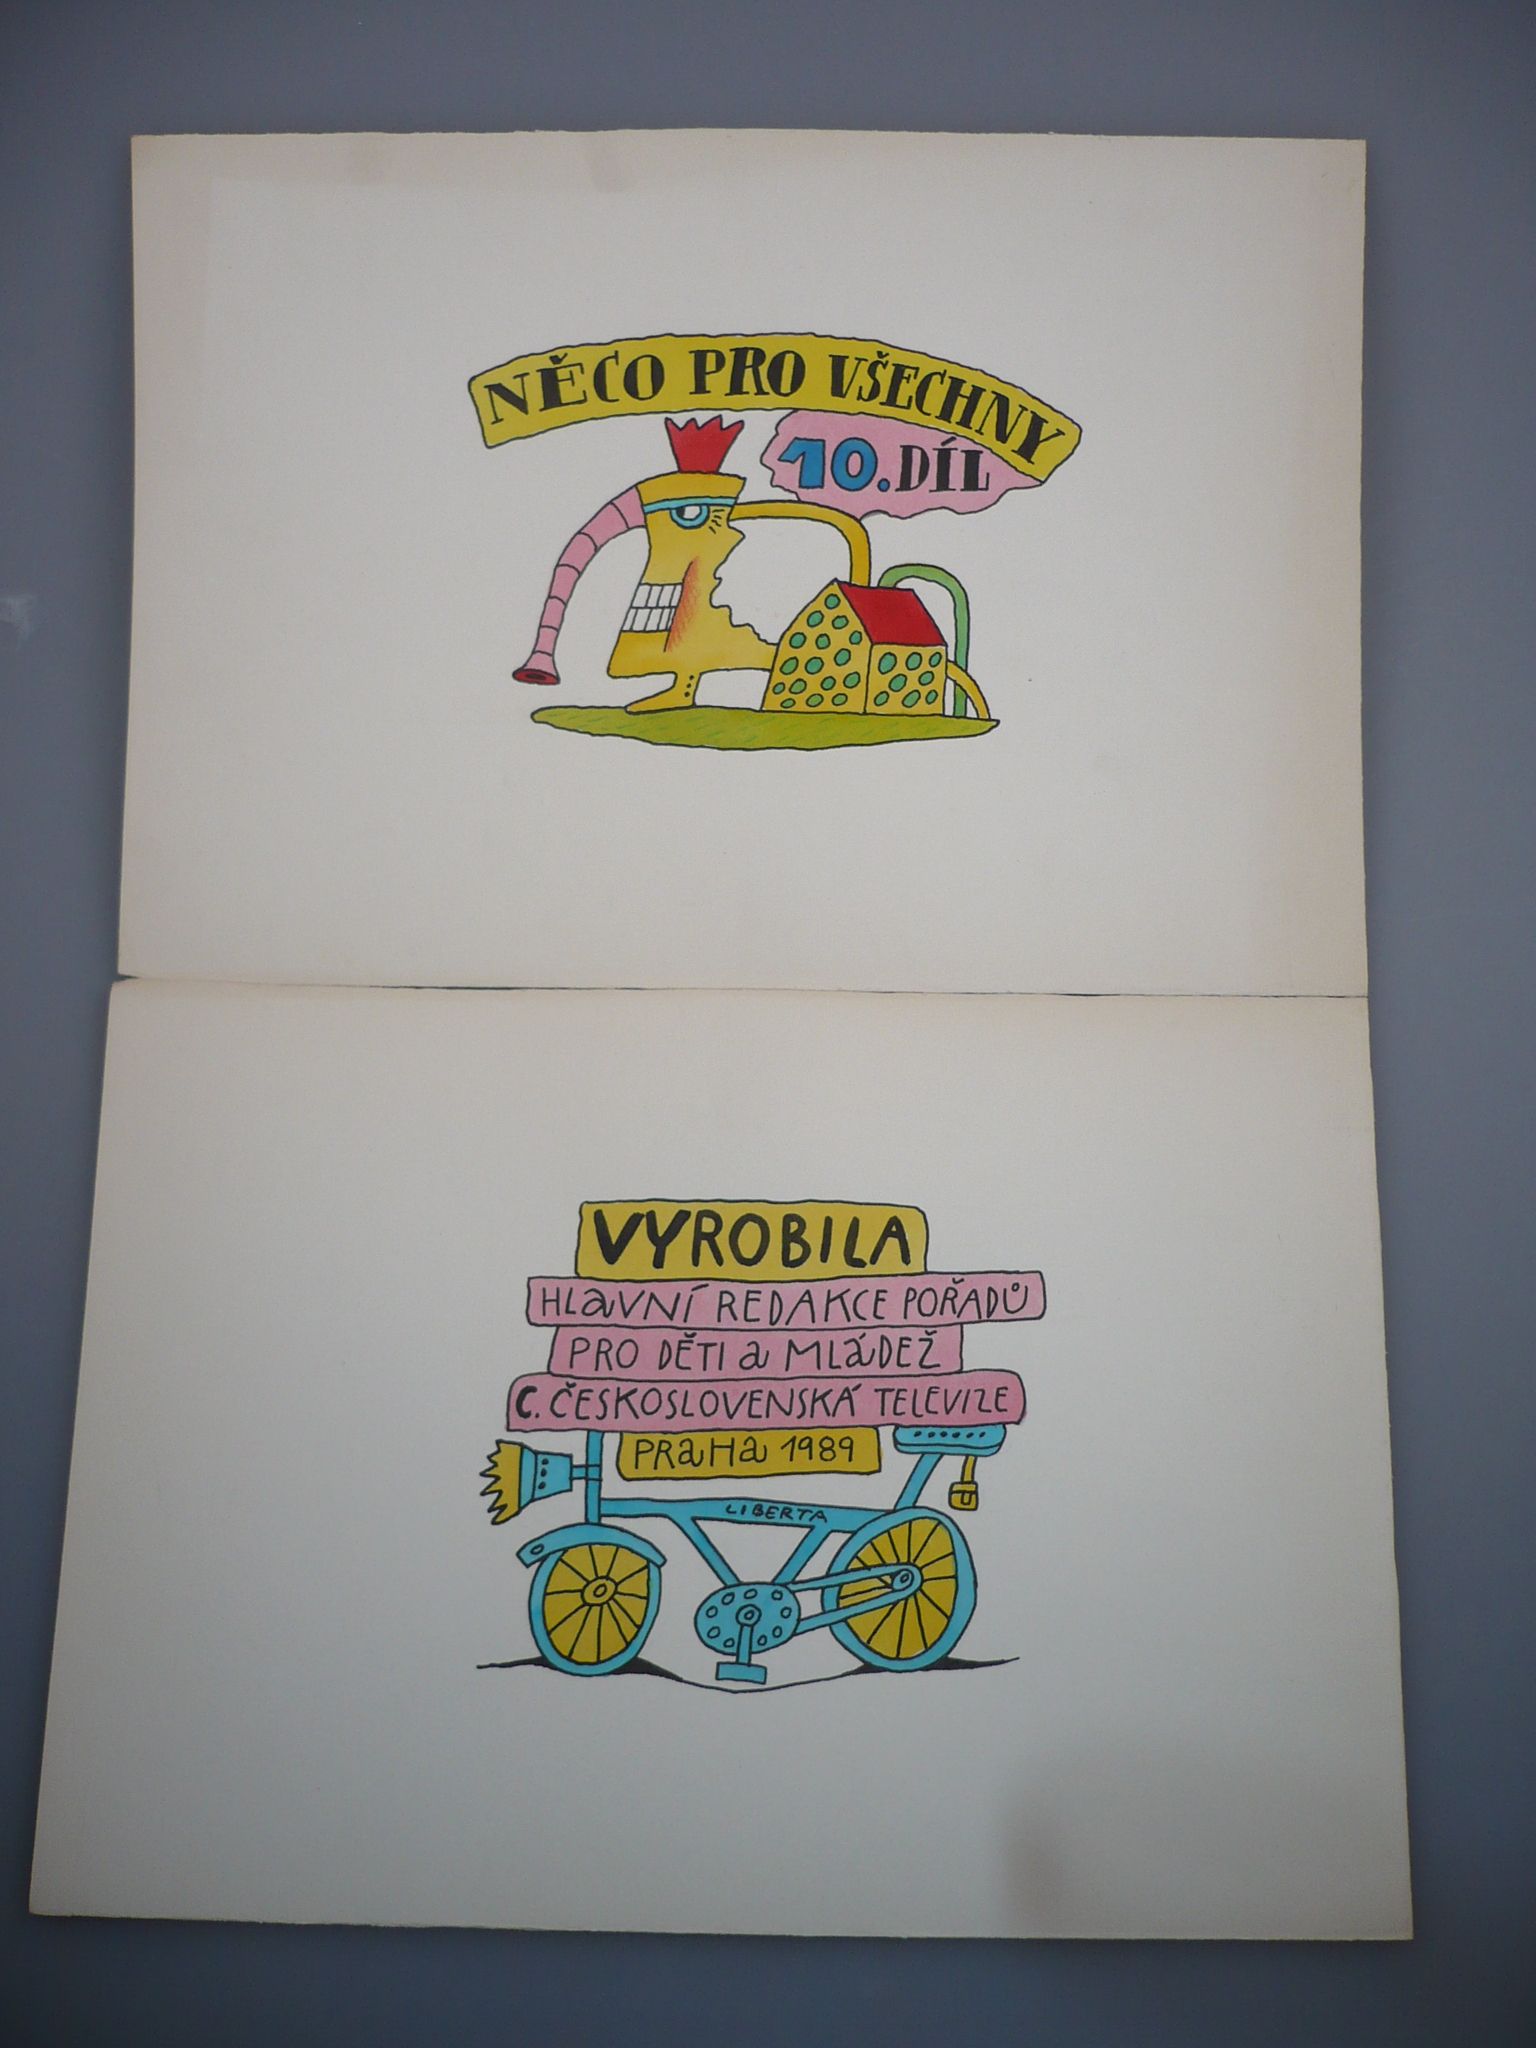 NĚCO PRO VŠECHNY
10. DÍL
VYROBILA
HLaVNÍ REDAKCE POŘADŮ
PRO DĚTI a MLáDEŽ
C. ČESKOSLOVENSKÁ TELEVIZE
PRaHa 1989
LIBERTA